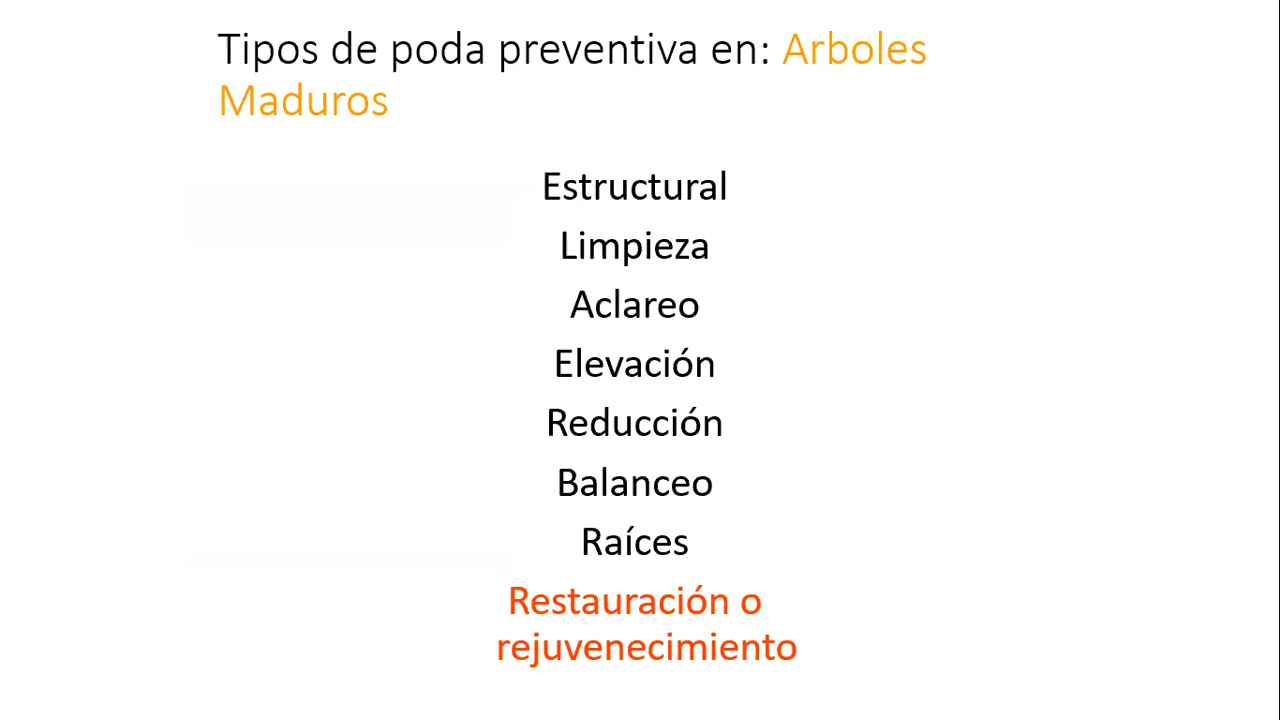 Tipos de poda preventiva en: Arboles
Maduros
Estructural
Limpieza
Aclareo
Elevación
Reducción
Balanceo
Raíces
Restauración o
rejuvenecimiento